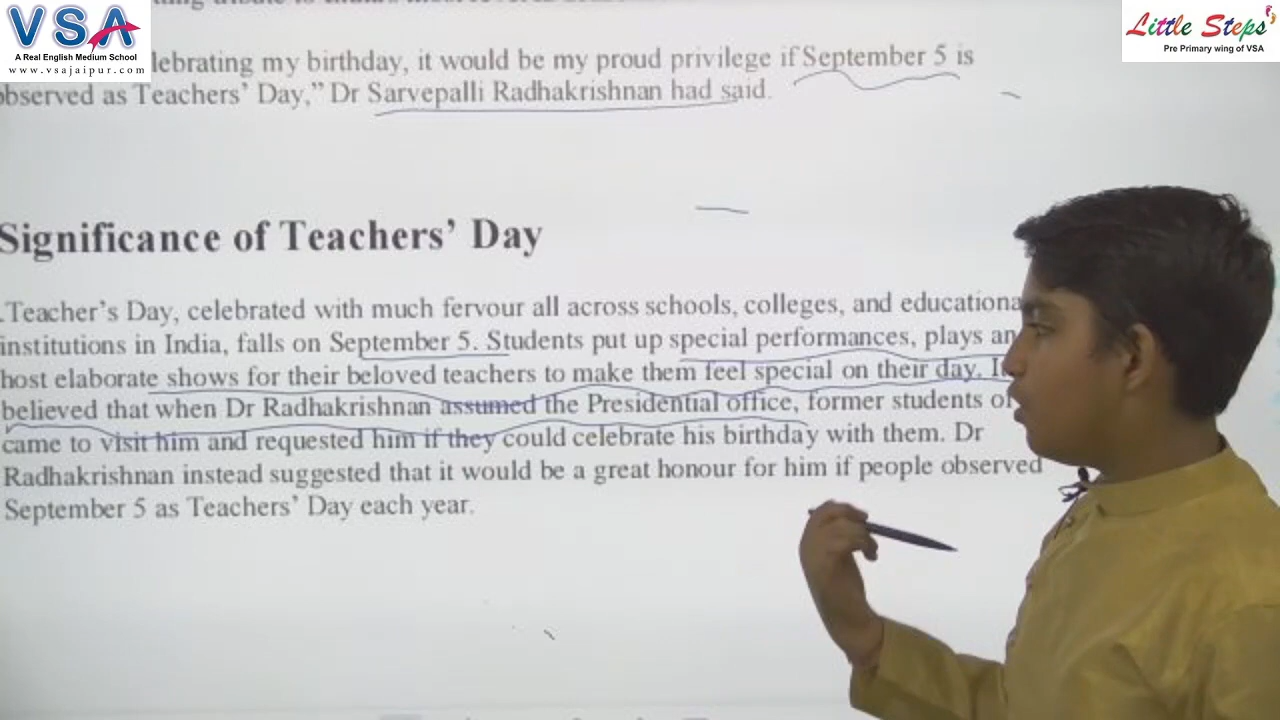 VSA
A Real English Medium School
www.vsajaipur.com
Little Steps
Pre Primary wing of VSA
lebrating my birthday, it would be my proud privilege if September 5 is
observed as Teachers' Day,” Dr Sarvepalli Radhakrishnan had said.
Significance of Teachers' Day
.Teacher's Day, celebrated with much fervour all across schools, colleges, and educationa
institutions in India, falls on September 5. Students put up special performances, plays an
host elaborate shows for their beloved teachers to make them feel special on their day. I
believed that when Dr Radhakrishnan assumed the Presidential office, former students of
came to visit him and requested him if they could celebrate his birthday with them. Dr
Radhakrishnan instead suggested that it would be a great honour for him if people observed
September 5 as Teachers' Day each year.